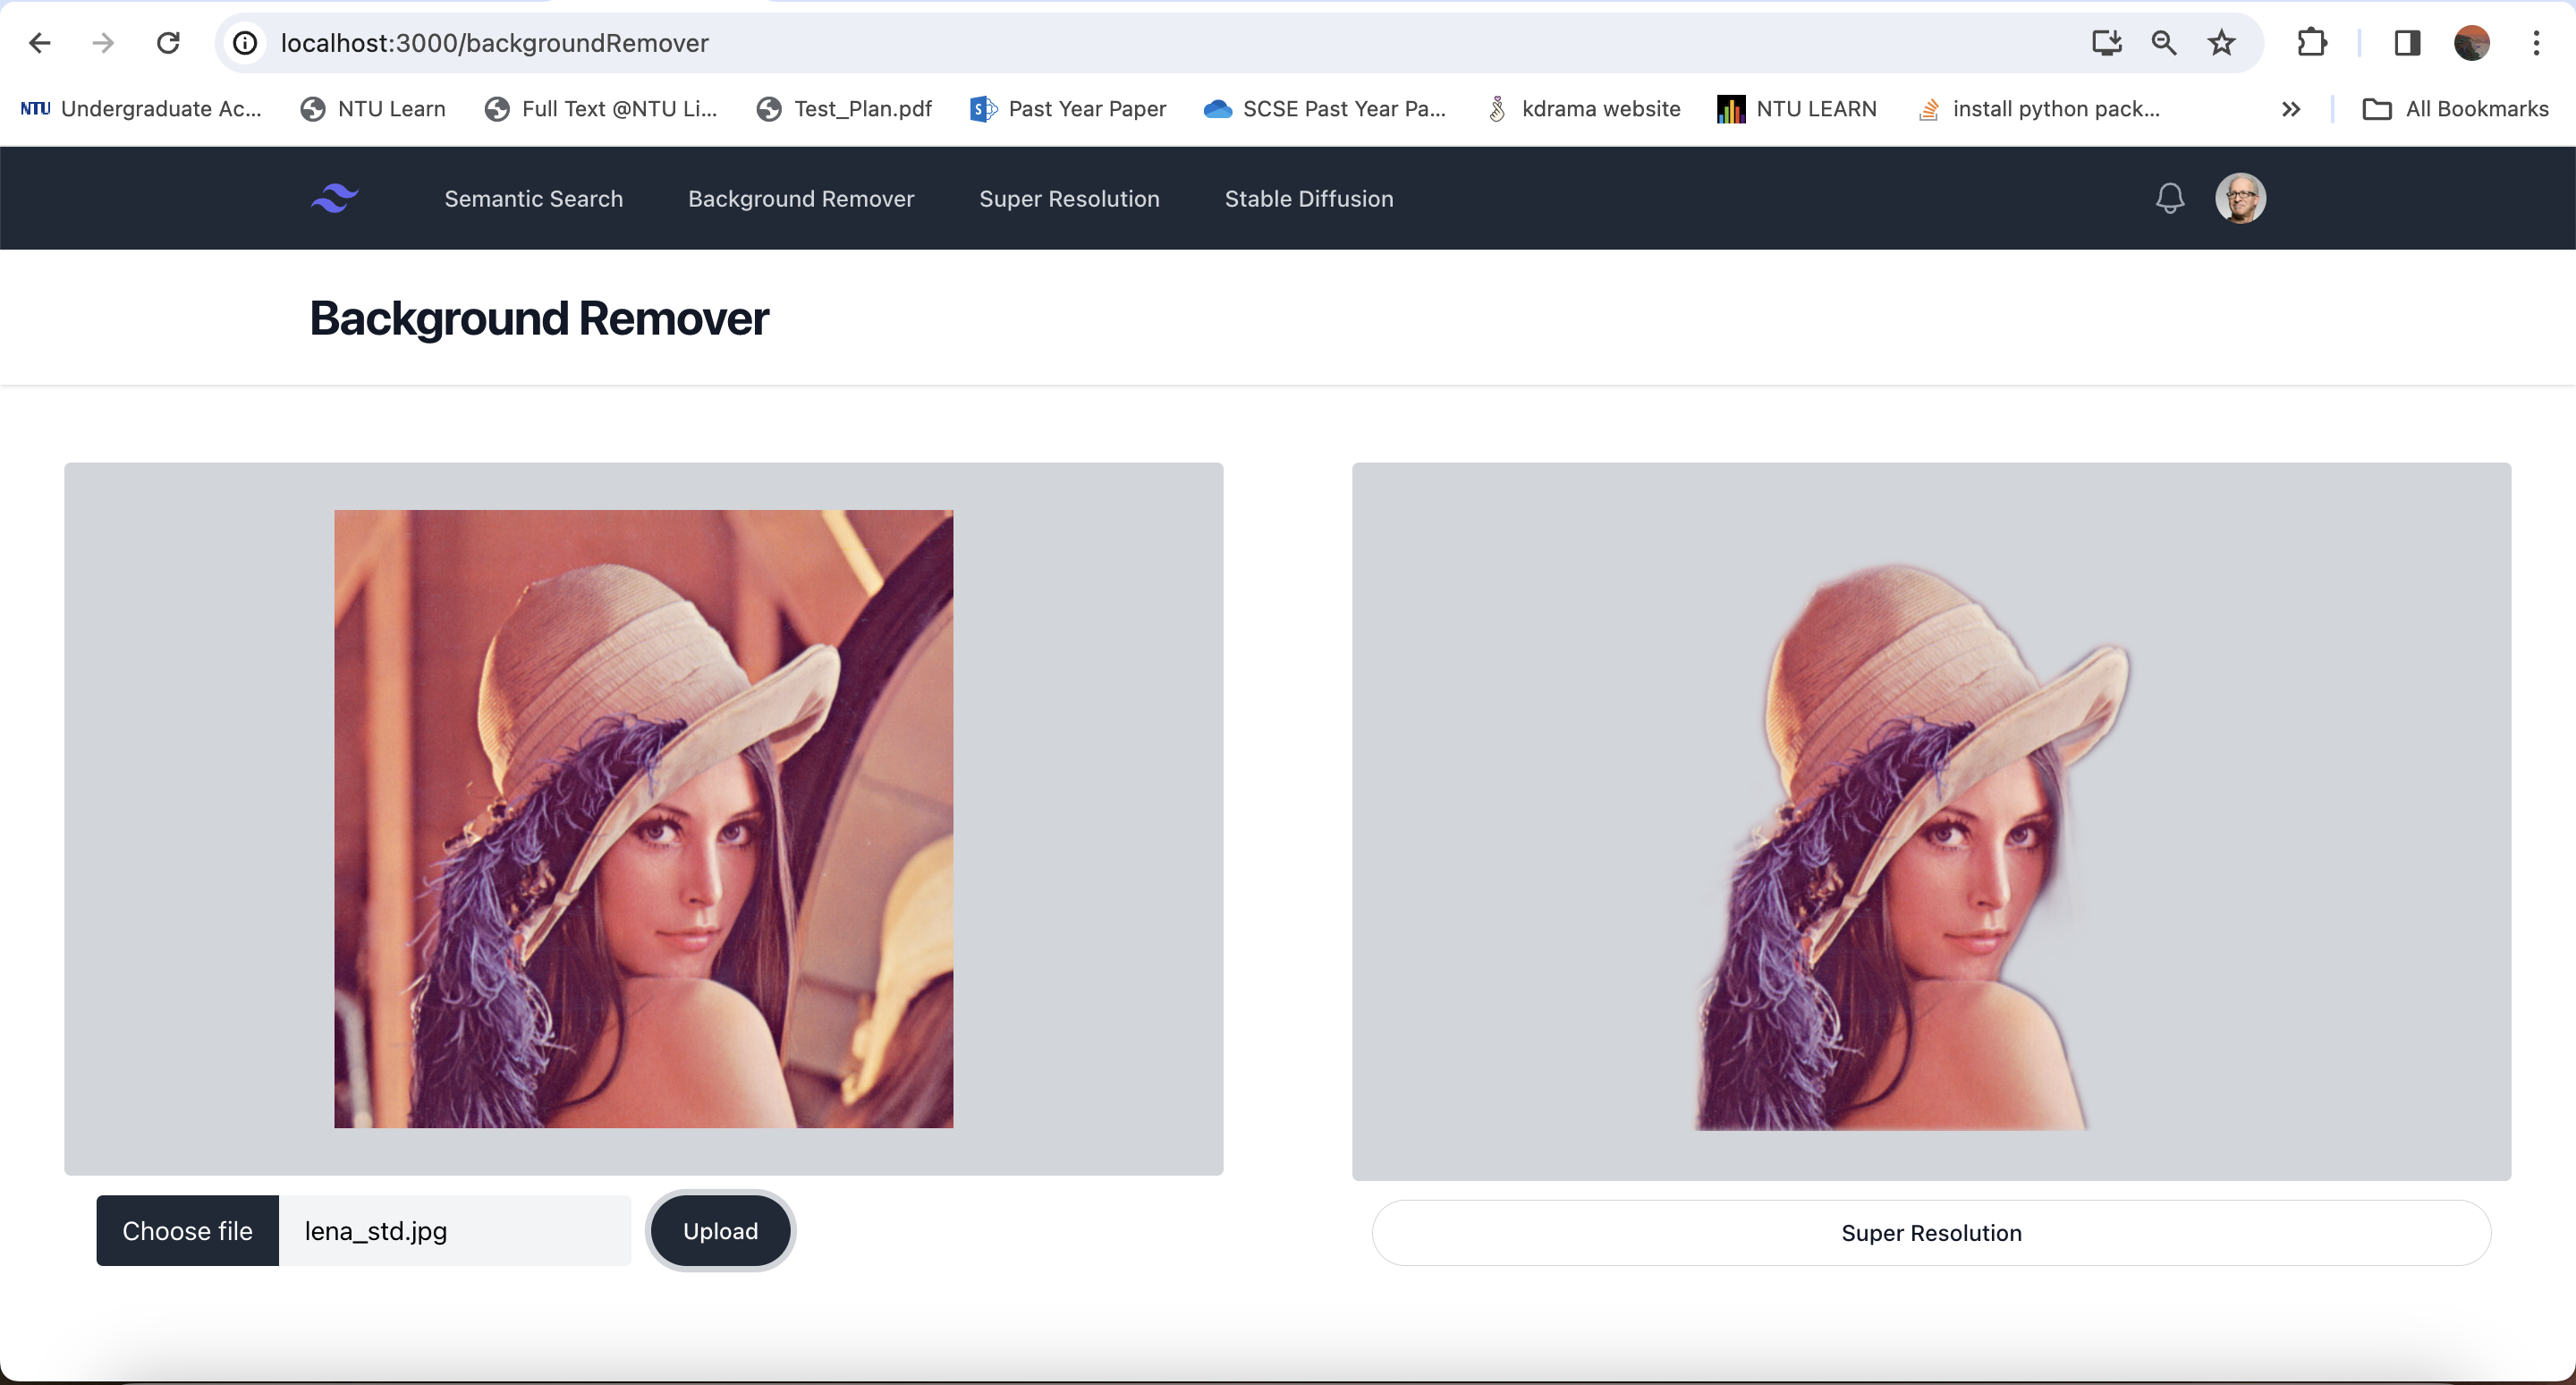 localhost:3000/backgroundRemover
NTU Undergraduate Ac... NTU Learn Full Text @NTU Li... Test_Plan.pdf Past Year Paper SCSE Past Year Pa... kdrama website NTU LEARN install python pack... » All Bookmarks
Semantic Search Background Remover Super Resolution Stable Diffusion
Background Remover
Choose file lena_std.jpg Upload
Super Resolution